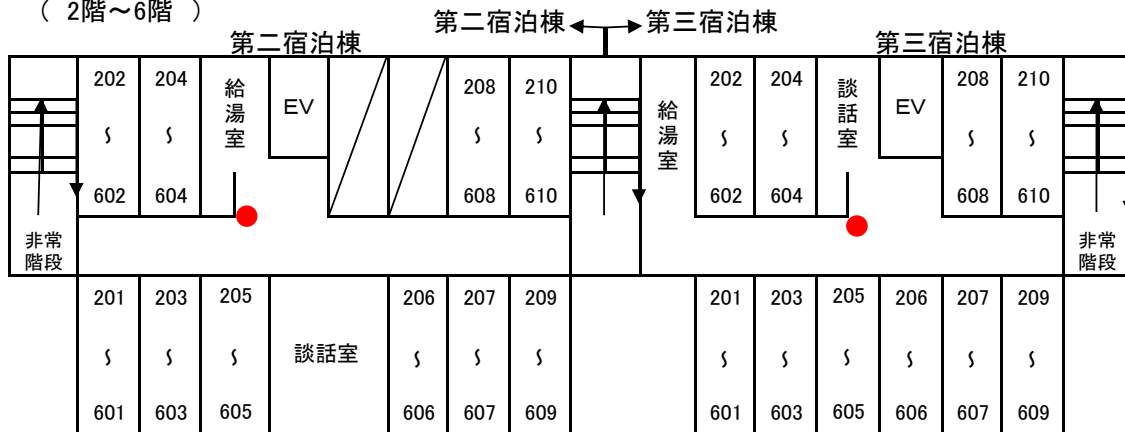 （ 2階～6階 ）
第二宿泊棟 第三宿泊棟
第二宿泊棟 第三宿泊棟
202 204 給湯室 EV 208 210 給湯室 202 204 談話室 EV 208 210
～ ～ ～ ～ ～ ～ ～ ～
602 604 608 610 602 604 608 610
非常階段 非常階段
201 203 205 206 207 209 201 203 205 206 207 209
～ ～ ～ 談話室 ～ ～ ～ ～ ～ ～ ～ ～ ～
601 603 605 606 607 609 601 603 605 606 607 609